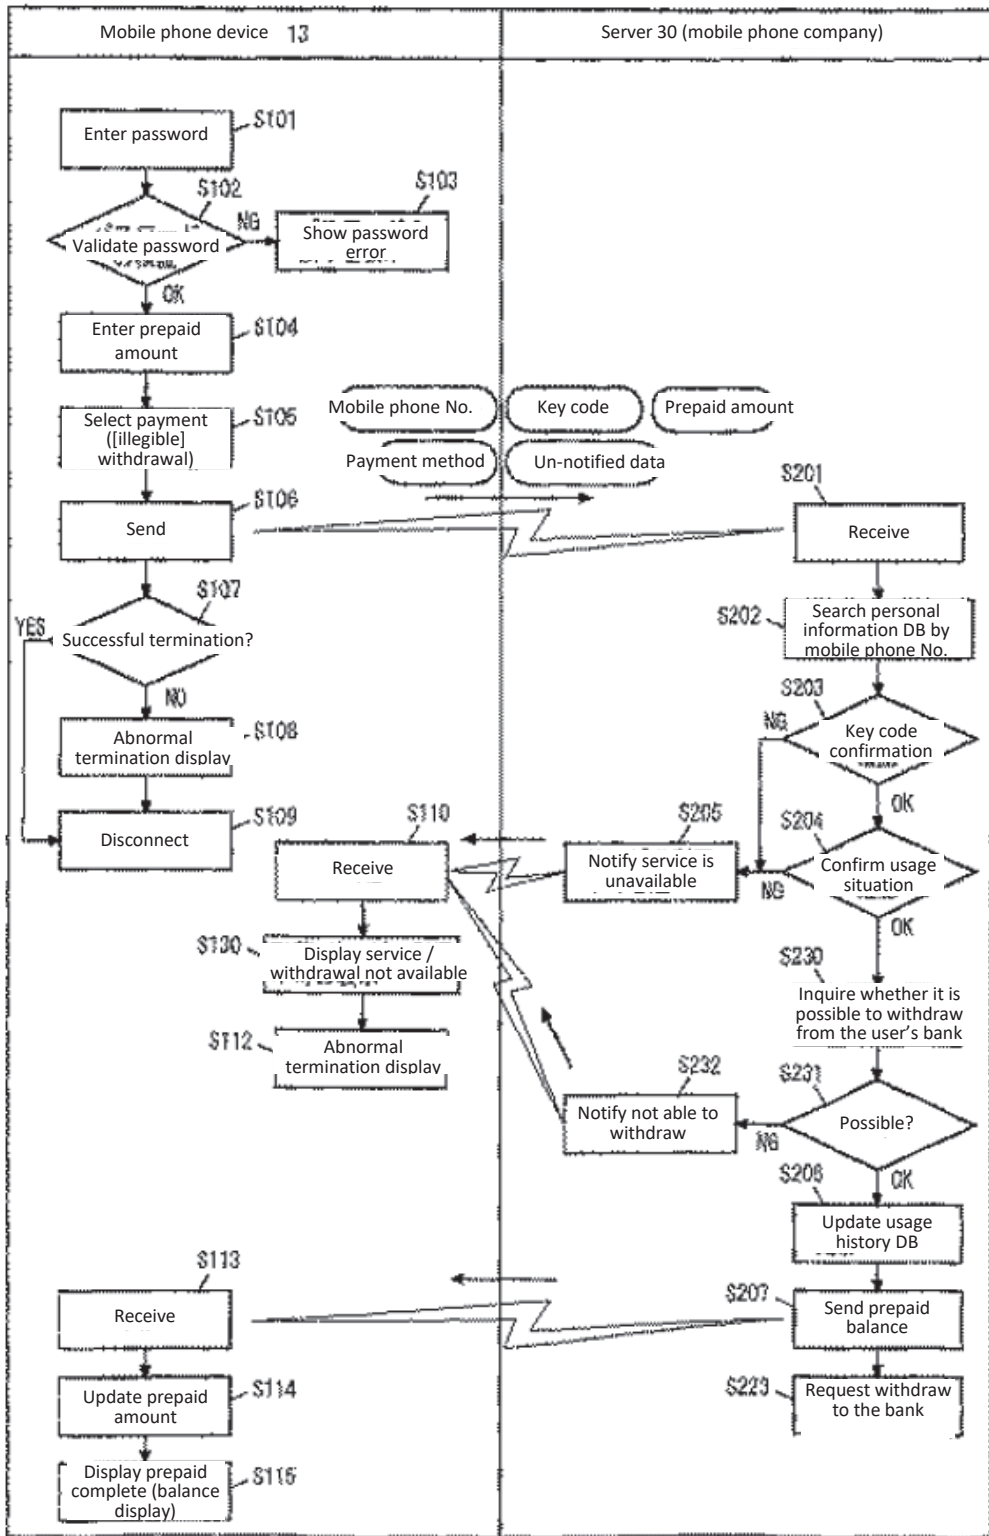 Mobile phone device 13
Server 30 (mobile phone company)
Enter password
S101
Validate password
S102
NG
Show password
error
S103
OK
Enter prepaid
amount
S104
Select payment
([illegible]
withdrawal)
S105
Mobile phone No.
Key code
Prepaid amount
Payment method
Un-notified data
Send
S106
Receive
S201
Successful termination?
S107
YES
NO
Search personal
information DB by
mobile phone No.
S202
Abnormal
termination display
S108
Key code
confirmation
S203
NG
OK
Disconnect
S109
Receive
S110
Notify service is
unavailable
S205
Confirm usage
situation
S204
NG
OK
Display service /
withdrawal not available
S130
Inquire whether it is
possible to withdraw
from the user's bank
S230
Abnormal
termination display
S112
Notify not able to
withdraw
S232
Possible?
S231
NG
OK
Update usage
history DB
S206
Receive
S113
Send prepaid
balance
S207
Update prepaid
amount
S114
Request withdraw
to the bank
S223
Display prepaid
complete (balance
display)
S115